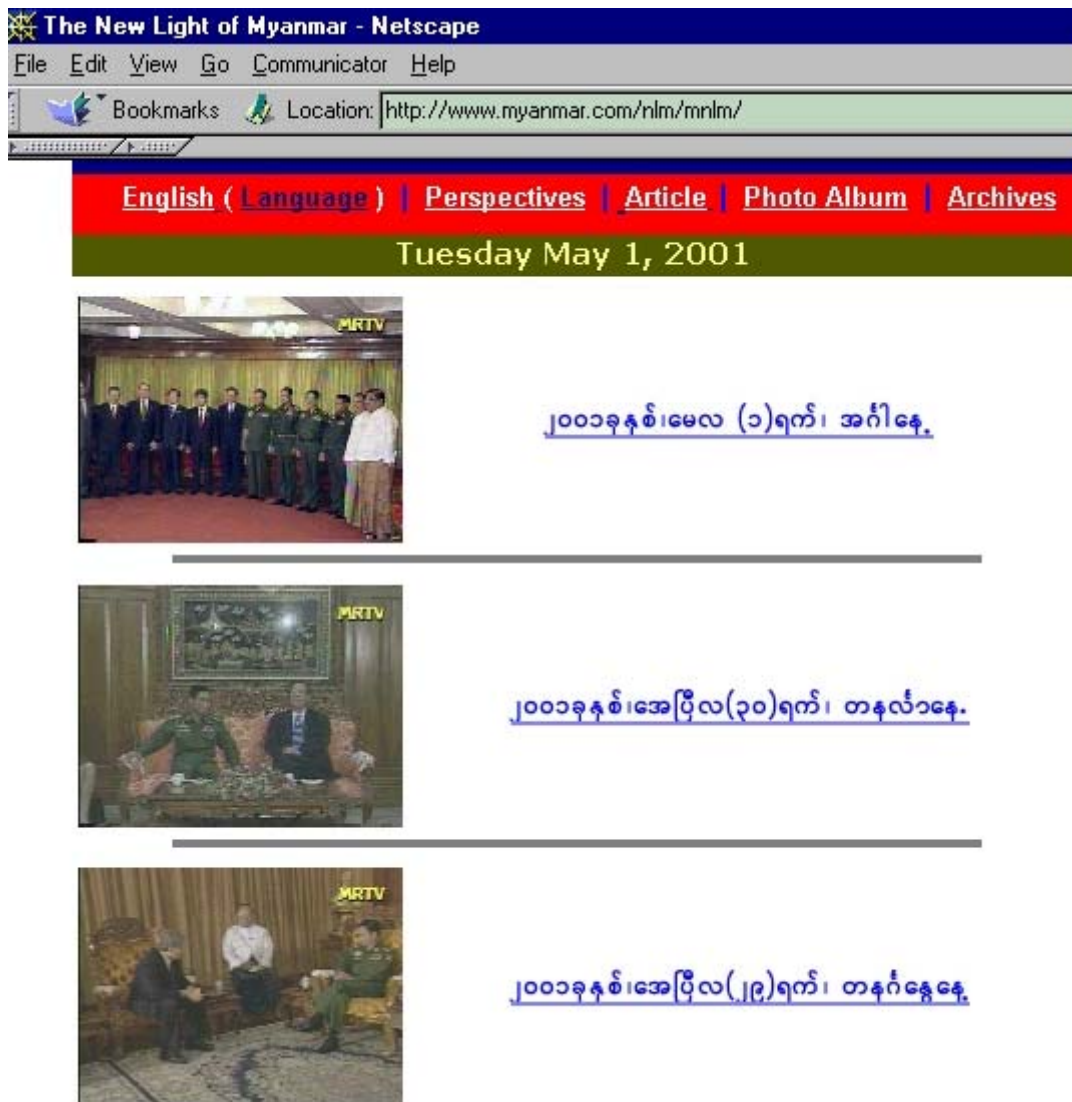 The New Light of Myanmar - Netscape
File Edit View Go Communicator Help
Bookmarks Location: http://www.myanmar.com/nlm/mnlm/
English ( Language ) | Perspectives | Article | Photo Album | Archives
Tuesday May 1, 2001
MRTV
၂၀၀၁ခုနှစ်၊မေလ (၁)ရက်၊ အင်္ဂါနေ့
MRTV
၂၀၀၁ခုနှစ်၊အေပြီလ(၃၀)ရက်၊ တနင်္လာနေ့
MRTV
၂၀၀၁ခုနှစ်၊အေပြီလ(၂၉)ရက်၊ တနင်္ဂနွေနေ့